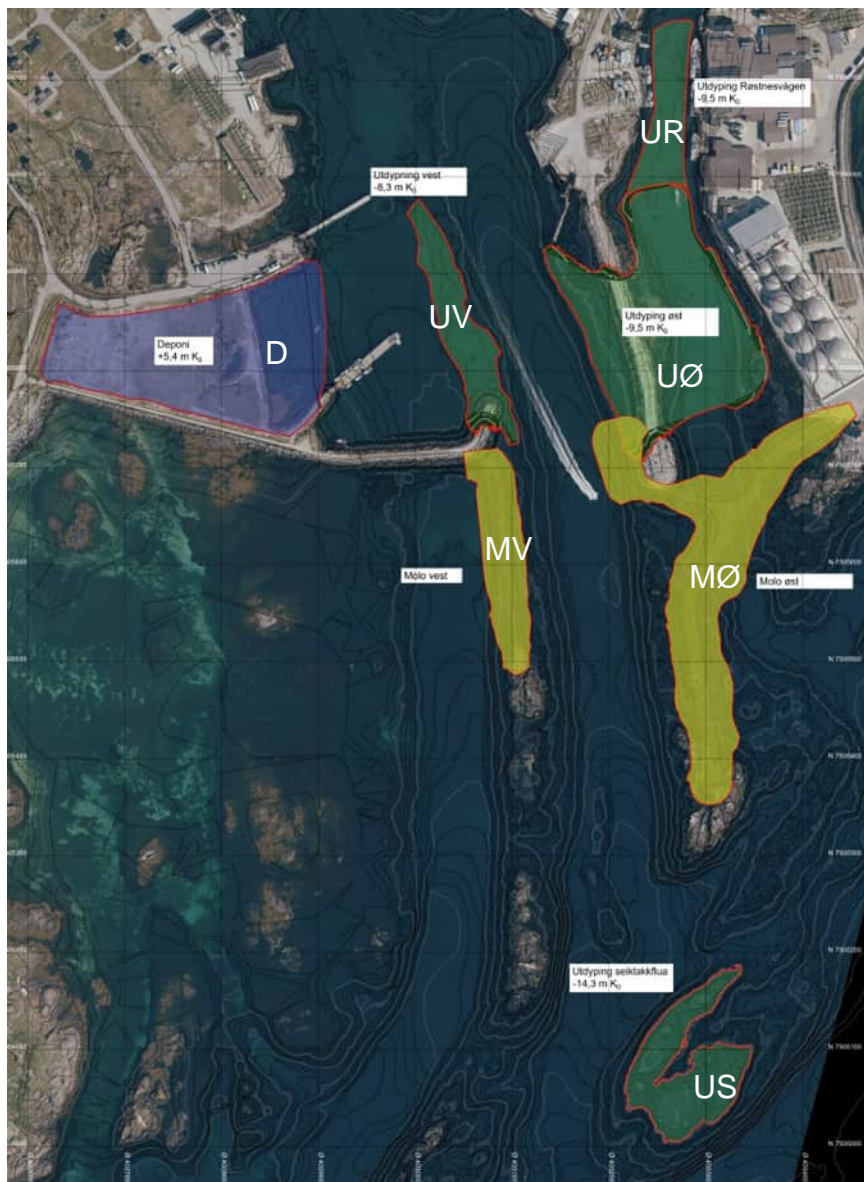 Utdyping Røstnesvågen
-9,5 m K₀
UR
Utdypning vest
-8,3 m K₀
UV
Utdyping øst
-9,5 m K₀
UØ
Deponi
+5,4 m K₀
D
MV
Molo vest
MØ
Molo øst
Utdyping seiklakkflua
-14,3 m K₀
US